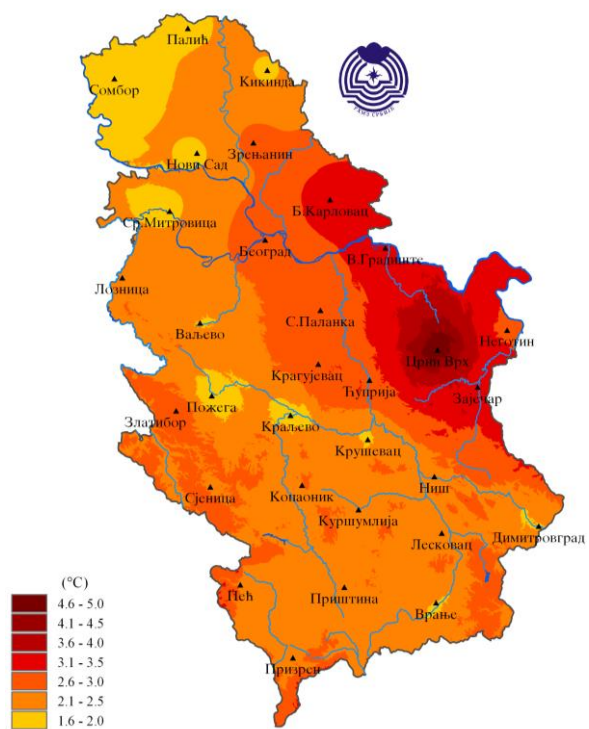 Палић
Кикинда
Сомбор
РХМЗ СРБИЈЕ
Зрењанин
Нови Сад
Б.Карловац
Ср.Митровица
Београд
В.Градиште
Лозница
С.Паланка
Ваљево
Неготин
Црни Врх
Крагујевац
Ћуприја
Зајечар
Пожега
Златибор
Краљево
Крушевац
Ниш
Сјеница
Копаоник
Куршумлија
Димитровград
Лесковац
(°C)
Пећ
Приштина
Врање
4.6 - 5.0
4.1 - 4.5
3.6 - 4.0
3.1 - 3.5
2.6 - 3.0
2.1 - 2.5
1.6 - 2.0
Призрен